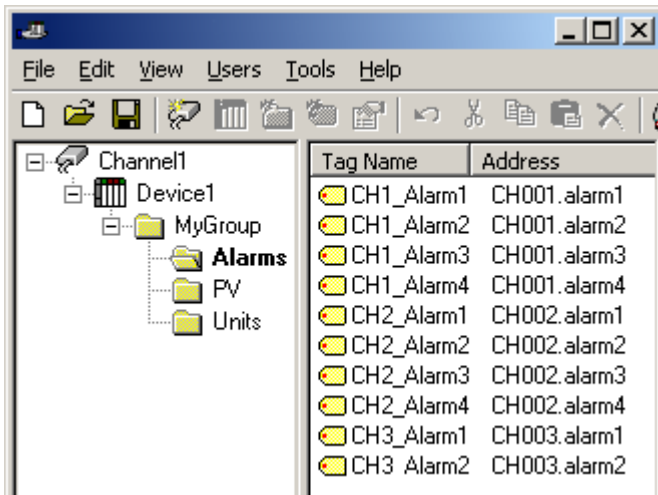 File Edit View Users Tools Help
Channel1
Device1
MyGroup
Alarms
PV
Units
Tag Name Address
CH1_Alarm1 CH001.alarm1
CH1_Alarm2 CH001.alarm2
CH1_Alarm3 CH001.alarm3
CH1_Alarm4 CH001.alarm4
CH2_Alarm1 CH002.alarm1
CH2_Alarm2 CH002.alarm2
CH2_Alarm3 CH002.alarm3
CH2_Alarm4 CH002.alarm4
CH3_Alarm1 CH003.alarm1
CH3 Alarm2 CH003.alarm2